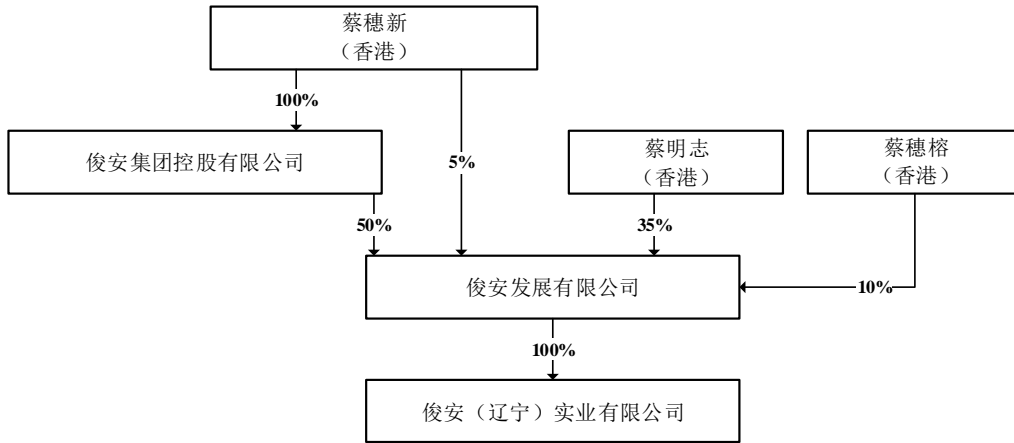 蔡穗新
（香港）
100%
俊安集团控股有限公司
5%
蔡明志
（香港）
蔡穗榕
（香港）
50%
35%
俊安发展有限公司
10%
100%
俊安（辽宁）实业有限公司